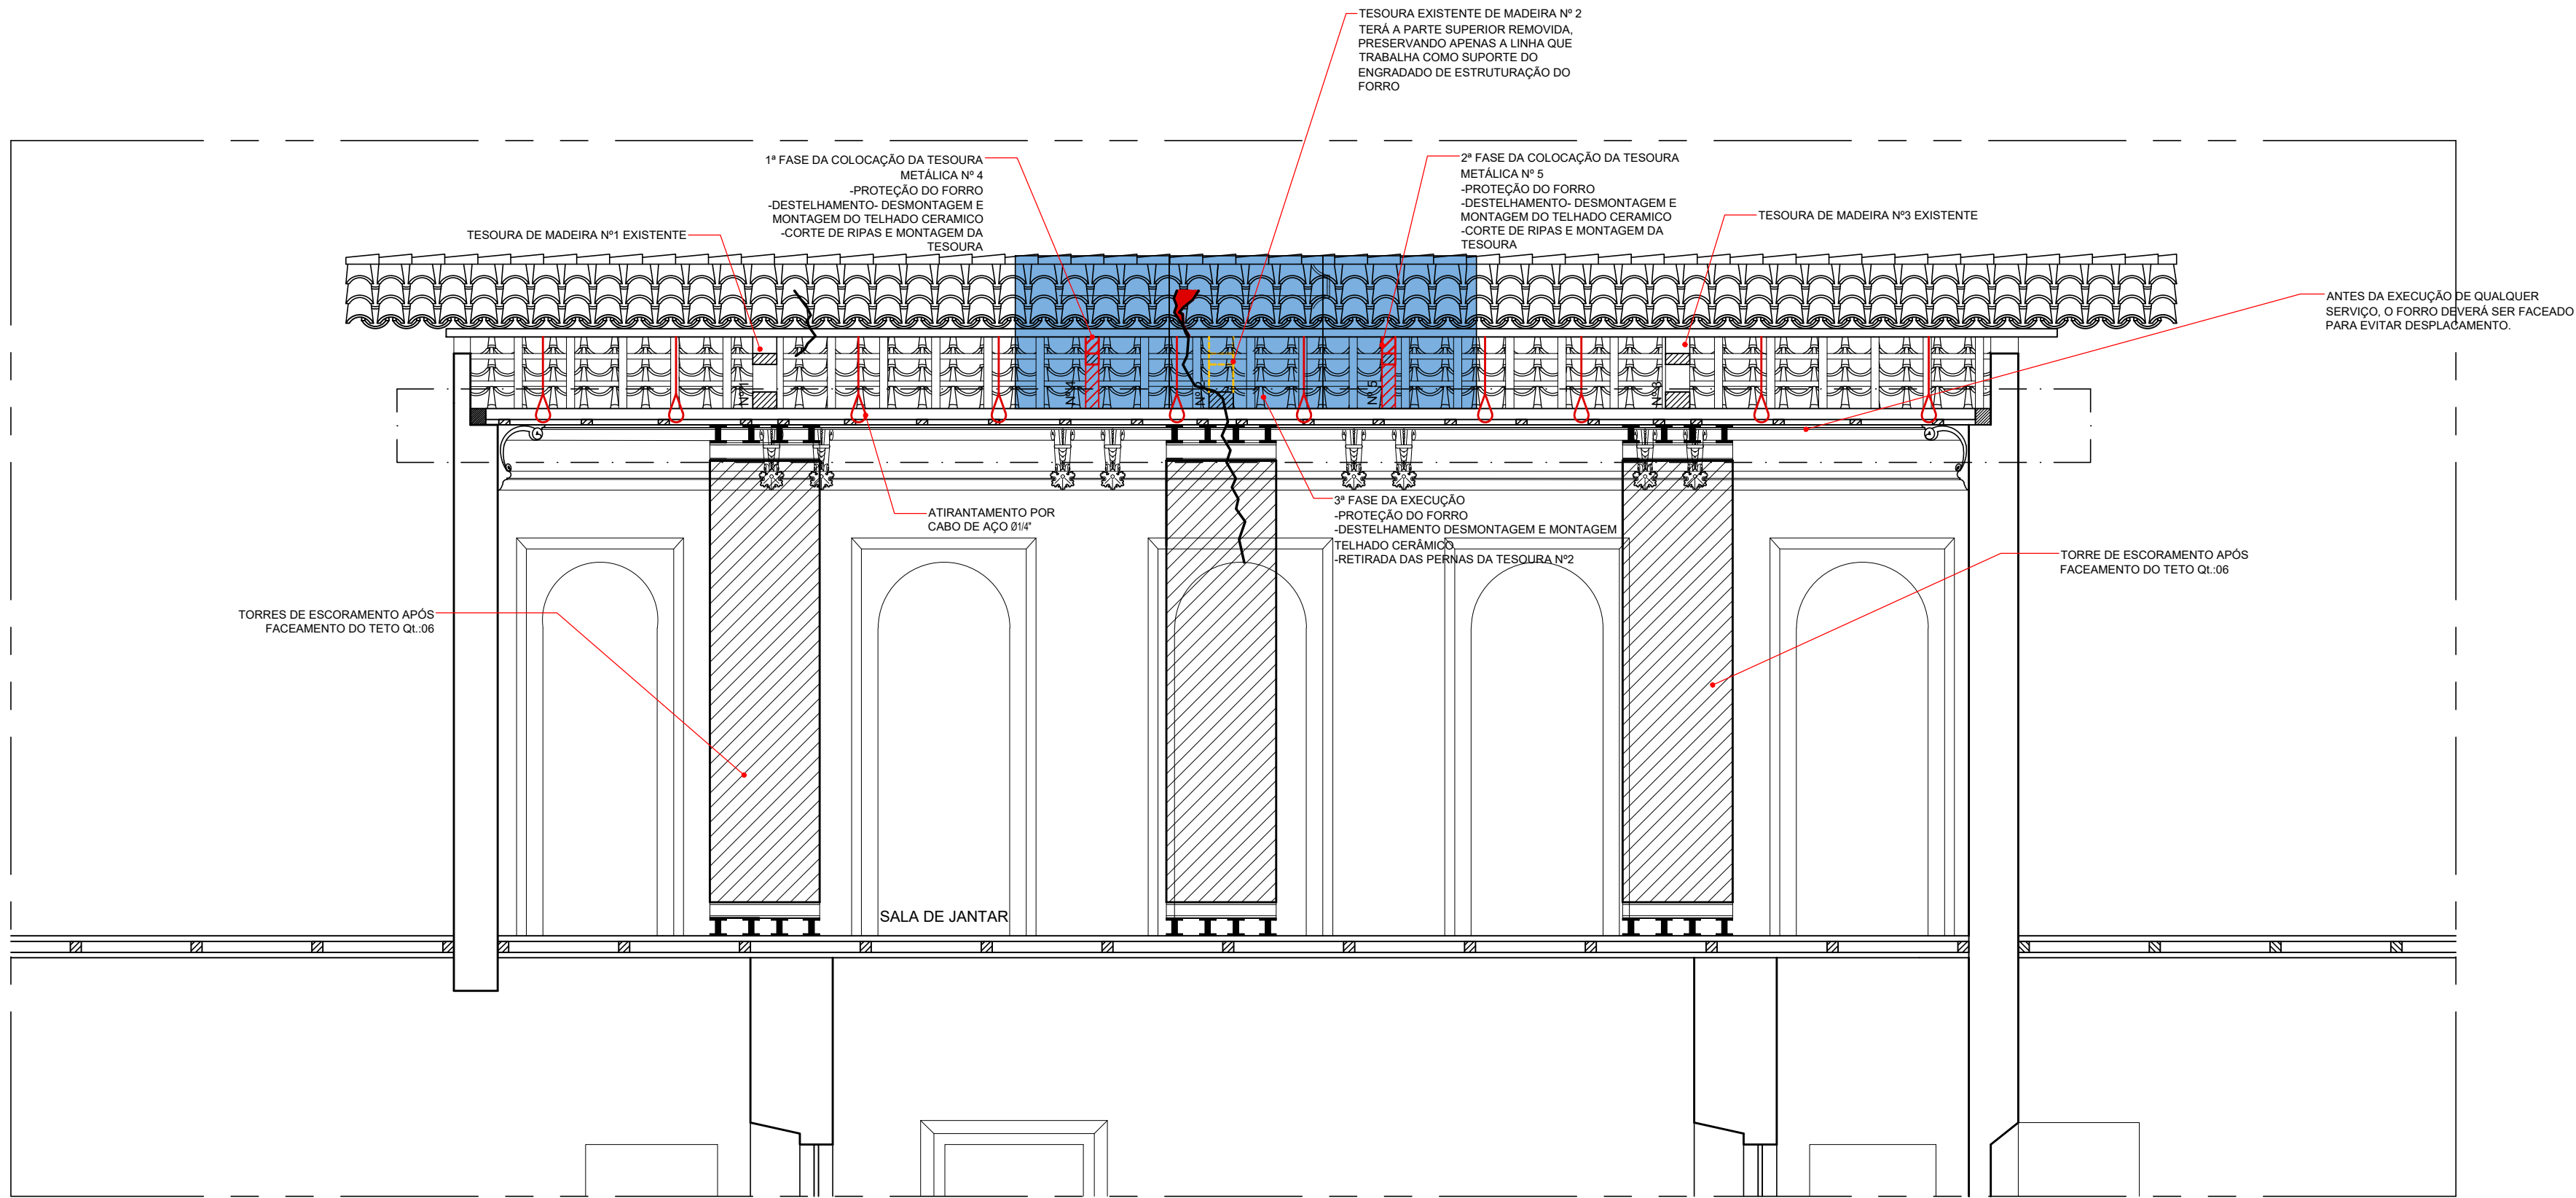 TESOURA EXISTENTE DE MADEIRA Nº 2
TERÁ A PARTE SUPERIOR REMOVIDA,
PRESERVANDO APENAS A LINHA QUE
TRABALHA COMO SUPORTE DO
ENGRADADO DE ESTRUTURAÇÃO DO
FORRO
1ª FASE DA COLOCAÇÃO DA TESOURA
METÁLICA Nº 4
-PROTEÇÃO DO FORRO
-DESTELHAMENTO- DESMONTAGEM E
MONTAGEM DO TELHADO CERAMICO
-CORTE DE RIPAS E MONTAGEM DA
TESOURA
2ª FASE DA COLOCAÇÃO DA TESOURA
METÁLICA Nº 5
-PROTEÇÃO DO FORRO
-DESTELHAMENTO- DESMONTAGEM E
MONTAGEM DO TELHADO CERAMICO
-CORTE DE RIPAS E MONTAGEM DA
TESOURA
TESOURA DE MADEIRA Nº1 EXISTENTE
TESOURA DE MADEIRA Nº3 EXISTENTE
ANTES DA EXECUÇÃO DE QUALQUER
SERVIÇO, O FORRO DEVERÁ SER FACEADO
PARA EVITAR DESPLACAMENTO.
Nº1
Nº4
Nº2
Nº5
Nº3
ATIRANTAMENTO POR
CABO DE AÇO Ø1/4"
3ª FASE DA EXECUÇÃO
-PROTEÇÃO DO FORRO
-DESTELHAMENTO DESMONTAGEM E MONTAGEM
TELHADO CERÂMICO
-RETIRADA DAS PERNAS DA TESOURA Nº2
TORRE DE ESCORAMENTO APÓS
FACEAMENTO DO TETO Qt.:06
TORRES DE ESCORAMENTO APÓS
FACEAMENTO DO TETO Qt.:06
SALA DE JANTAR